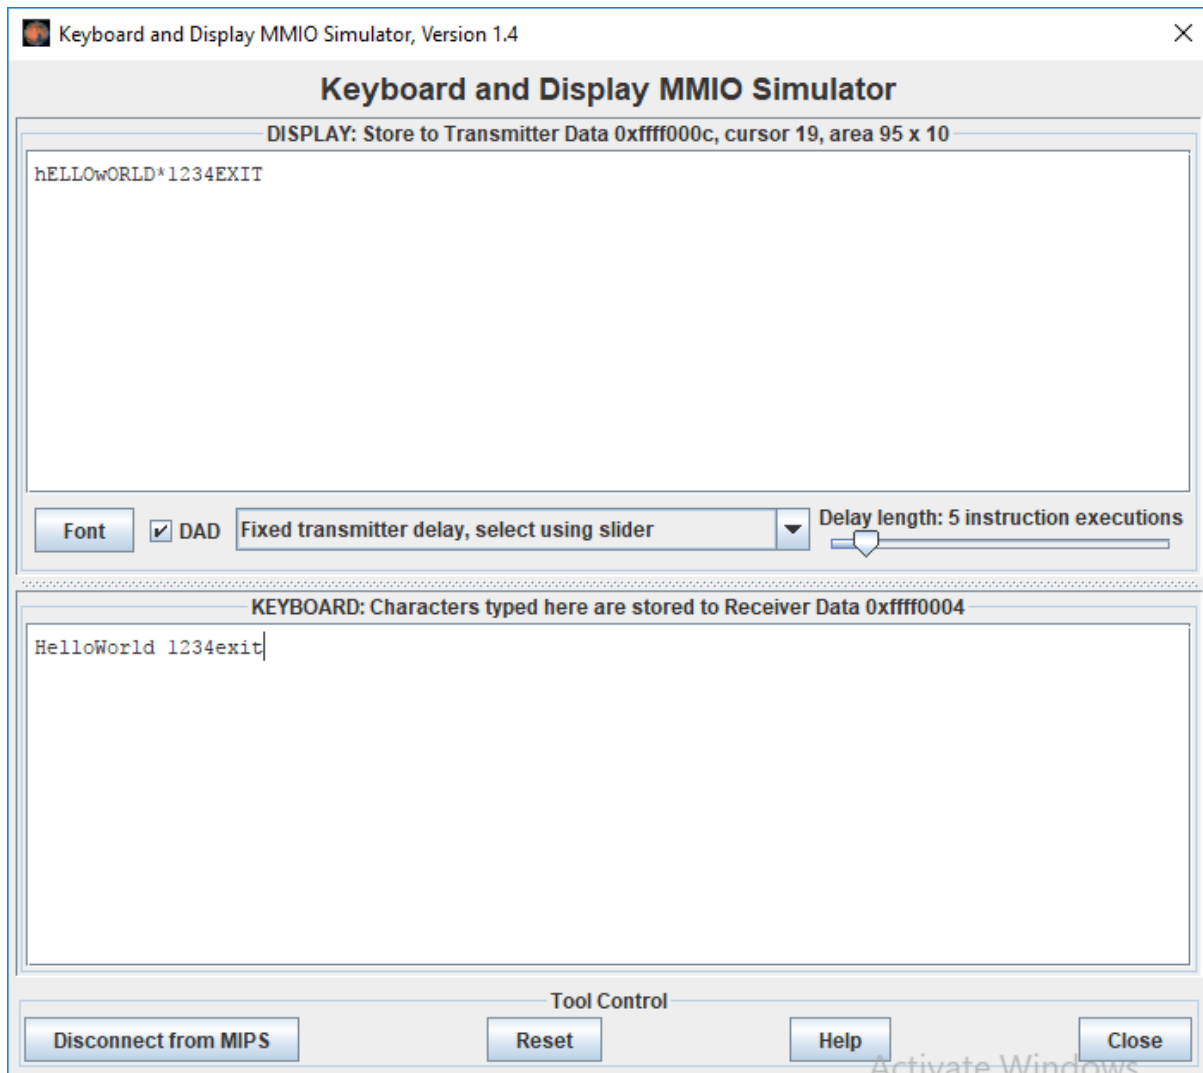 Keyboard and Display MMIO Simulator, Version 1.4
Keyboard and Display MMIO Simulator
DISPLAY: Store to Transmitter Data 0xffff000c, cursor 19, area 95 x 10
hELLOwORLD*1234EXIT
Font
DAD
Fixed transmitter delay, select using slider
Delay length: 5 instruction executions
KEYBOARD: Characters typed here are stored to Receiver Data 0xffff0004
HelloWorld 1234exit
Tool Control
Disconnect from MIPS
Reset
Help
Close
Activate Windows